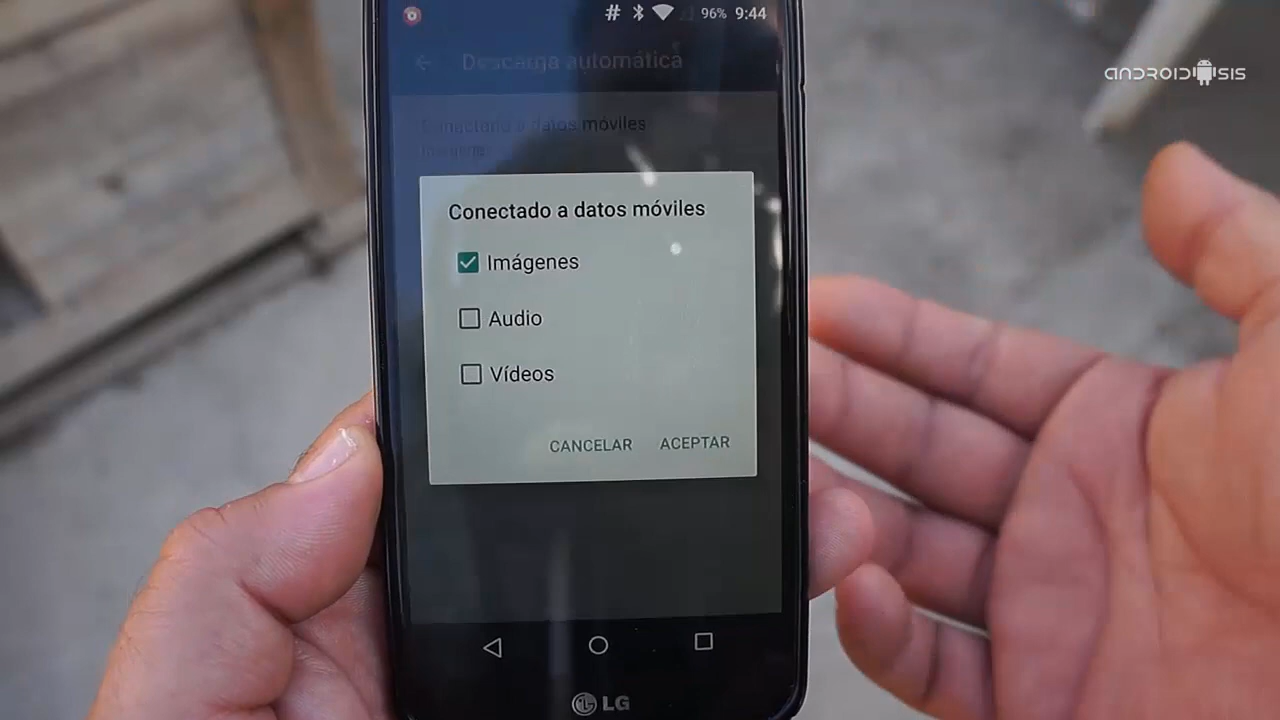 # 96% 9:44
ANDROIDSIS
Descarga automática
Conectado a datos móviles
Conectado a datos móviles
Imágenes
Audio
Vídeos
CANCELAR ACEPTAR
LG